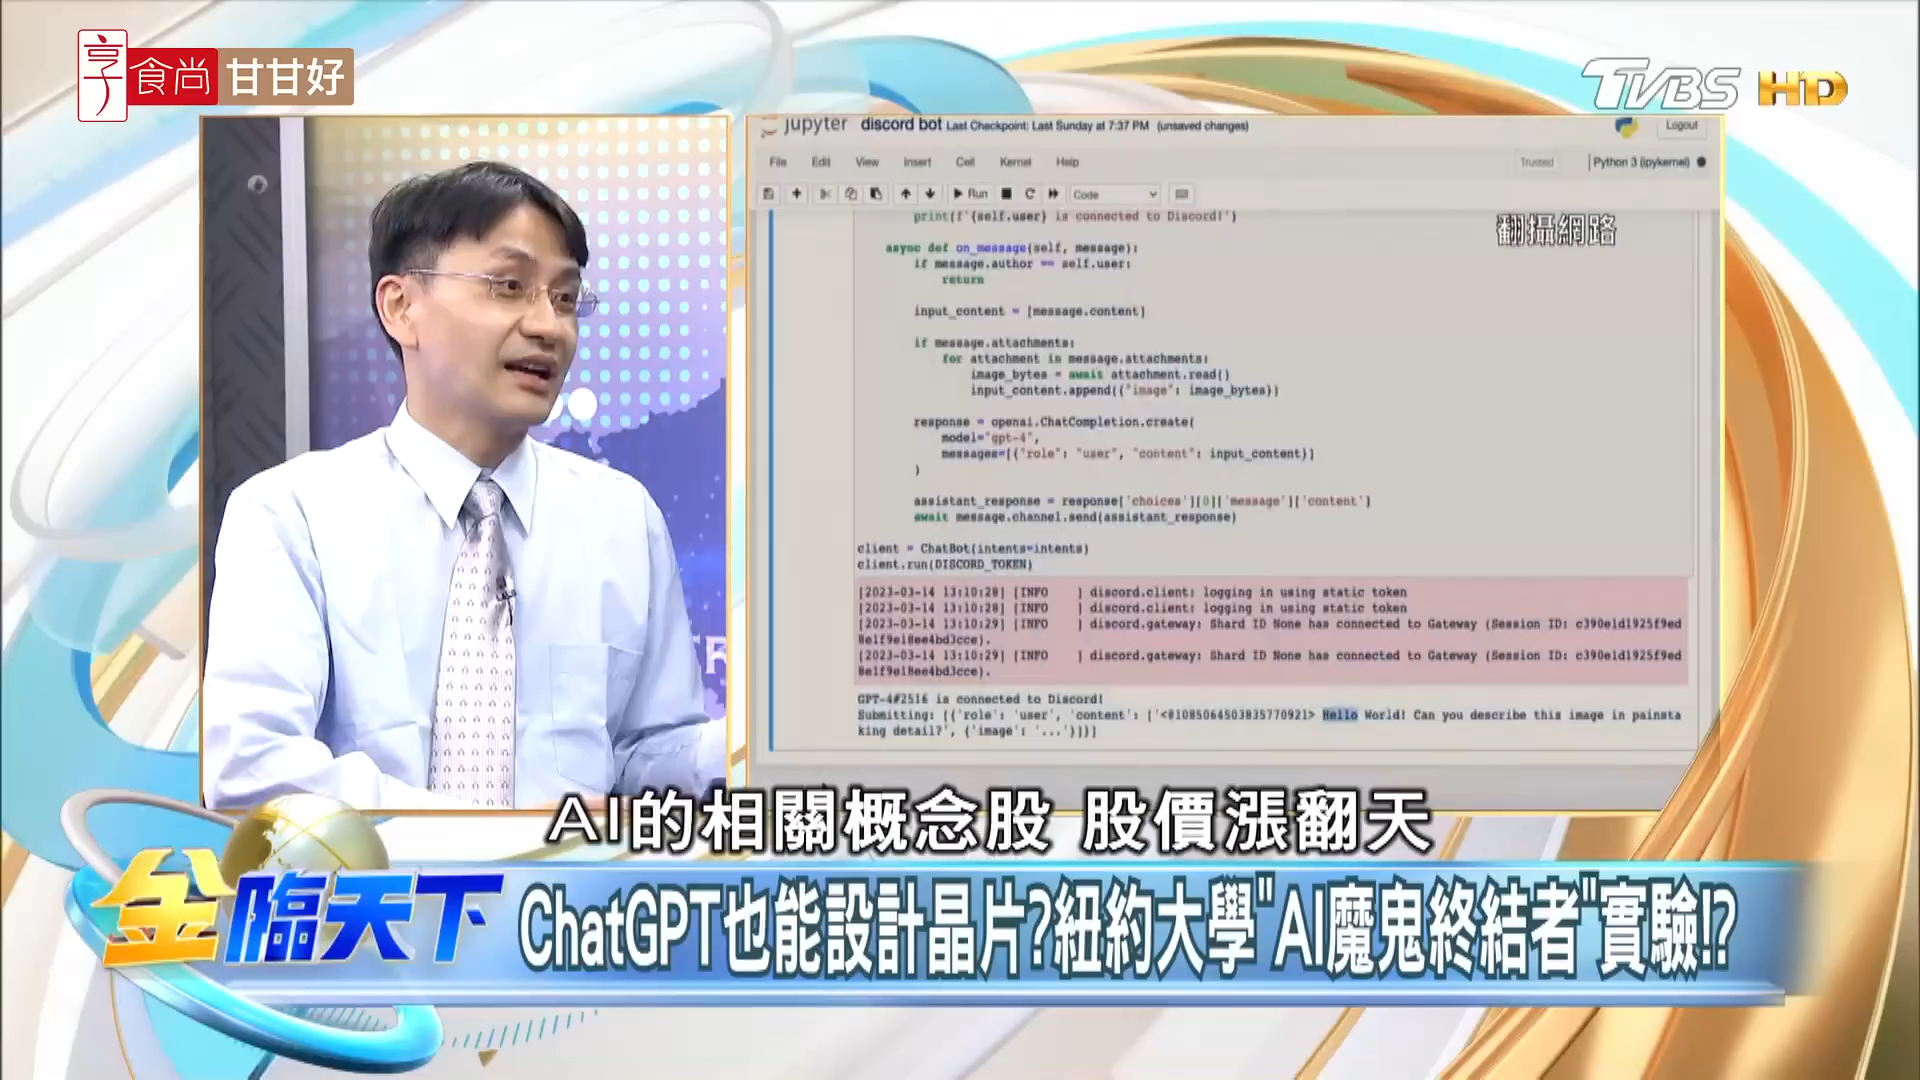 享食尚 甘甘好
TVBS HD
jupyter discord bot Last Checkpoint: Last Sunday at 7:37 PM (unsaved changes)
Logout
File Edit View Insert Cell Kernel Help
Trusted
Python 3 (ipykernel)
Run
Code
翻攝網路
print(f'{self.user} is connected to Discord!')
async def on_message(self, message):
if message.author == self.user:
return
input_content = [message.content]
if message.attachments:
for attachment in message.attachments:
image_bytes = await attachment.read()
input_content.append({"image": image_bytes})
response = openai.ChatCompletion.create(
model="gpt-4",
messages=[{"role": "user", "content": input_content}]
)
assistant_response = response['choices'][0]['message']['content']
await message.channel.send(assistant_response)
client = ChatBot(intents=intents)
client.run(DISCORD_TOKEN)
[2023-03-14 13:10:28] [INFO    ] discord.client: logging in using static token
[2023-03-14 13:10:28] [INFO    ] discord.client: logging in using static token
[2023-03-14 13:10:29] [INFO    ] discord.gateway: Shard ID None has connected to Gateway (Session ID: c390e1d1925f9ed
8e1f9e18ee4bd3cce).
[2023-03-14 13:10:29] [INFO    ] discord.gateway: Shard ID None has connected to Gateway (Session ID: c390e1d1925f9ed
8e1f9e18ee4bd3cce).
GPT-4#2516 is connected to Discord!
Submitting: [{'role': 'user', 'content': ['<@1085064503835770921> Hello World! Can you describe this image in painsta
king detail?', {'image': '...'}]}]
AI的相關概念股 股價漲翻天
金臨天下
ChatGPT也能設計晶片?紐約大學"AI魔鬼終結者"實驗!?